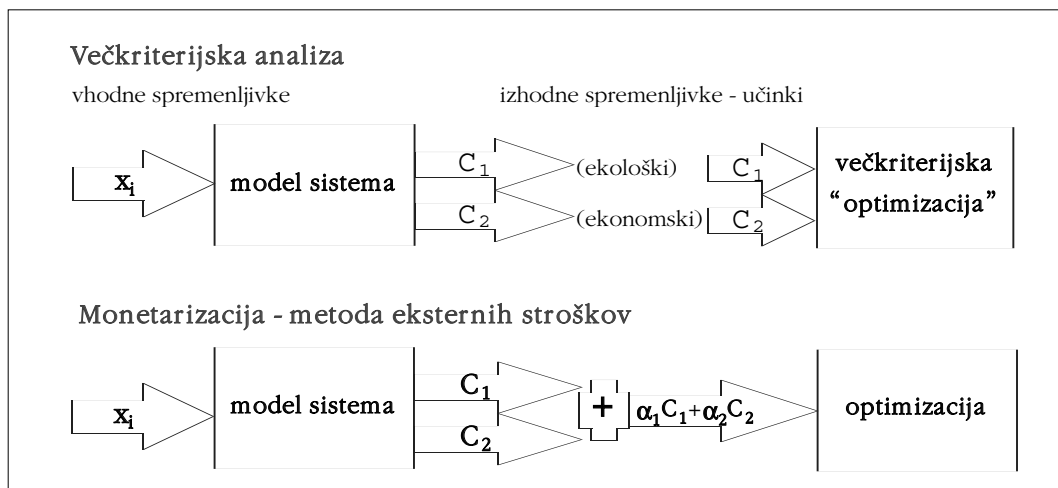 Večkriterijska analiza
vhodne spremenljivke
izhodne spremenljivke - učinki
xᵢ
model sistema
C₁
(ekološki)
C₂
(ekonomski)
C₁
C₂
večkriterijska
“optimizacija”
Monetarizacija - metoda eksternih stroškov
xᵢ
model sistema
C₁
C₂
+
α₁C₁+α₂C₂
optimizacija